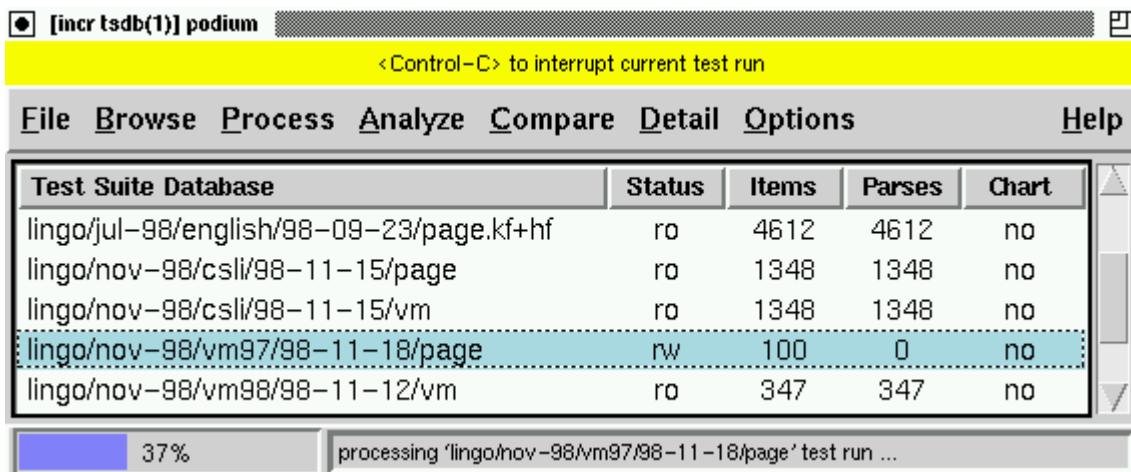 [incr tsdb(1)] podium
<Control-C> to interrupt current test run
File Browse Process Analyze Compare Detail Options Help
Test Suite Database Status Items Parses Chart
lingo/jul-98/english/98-09-23/page.kf+hf ro 4612 4612 no
lingo/nov-98/csli/98-11-15/page ro 1348 1348 no
lingo/nov-98/csli/98-11-15/vm ro 1348 1348 no
lingo/nov-98/vm97/98-11-18/page rw 100 0 no
lingo/nov-98/vm98/98-11-12/vm ro 347 347 no
37% processing 'lingo/nov-98/vm97/98-11-18/page' test run ...